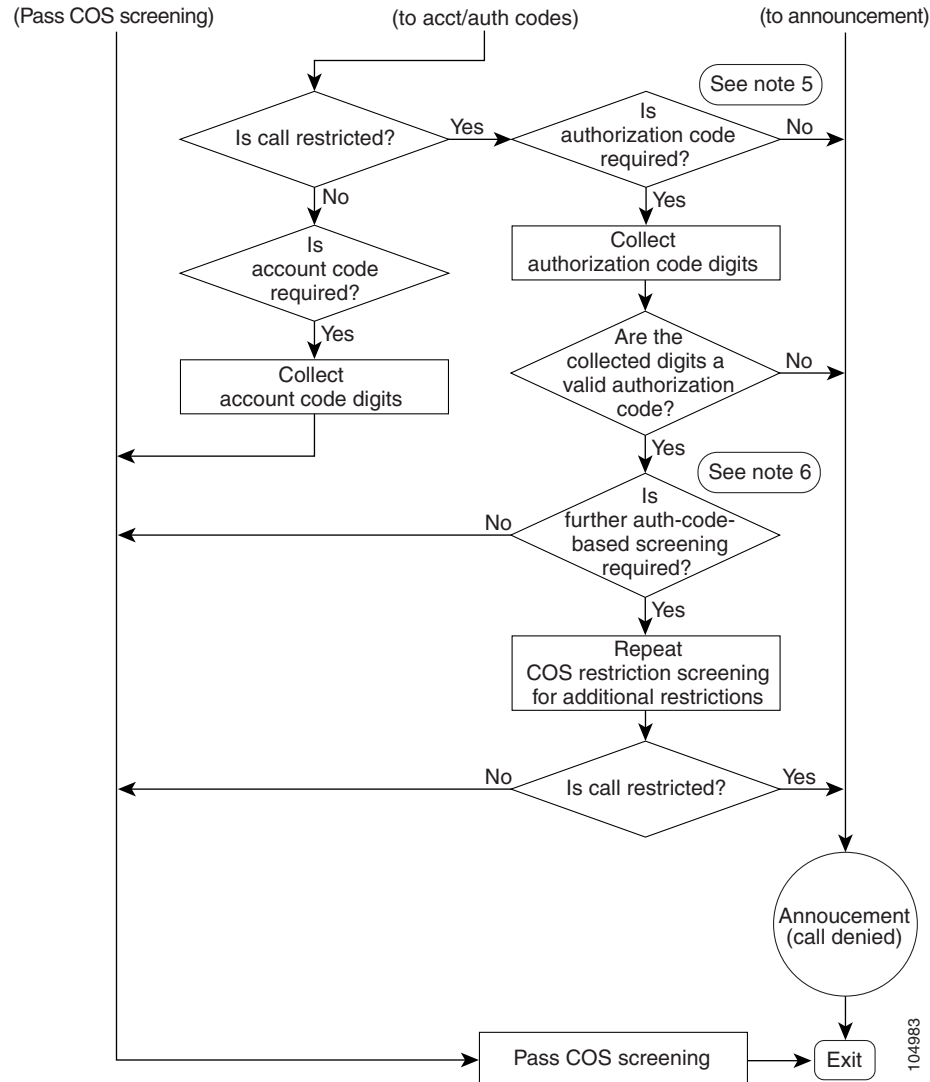 (Pass COS screening)
(to acct/auth codes)
(to announcement)
See note 5
Is call restricted?
Yes
Is
authorization code
required?
No
No
Yes
Is
account code
required?
Collect
authorization code digits
Yes
Collect
account code digits
Are the
collected digits a
valid authorization
code?
No
Yes
See note 6
No
Is
further auth-code-
based screening
required?
Yes
Repeat
COS restriction screening
for additional restrictions
No
Is call restricted?
Yes
Annoucement
(call denied)
Pass COS screening
Exit
104983